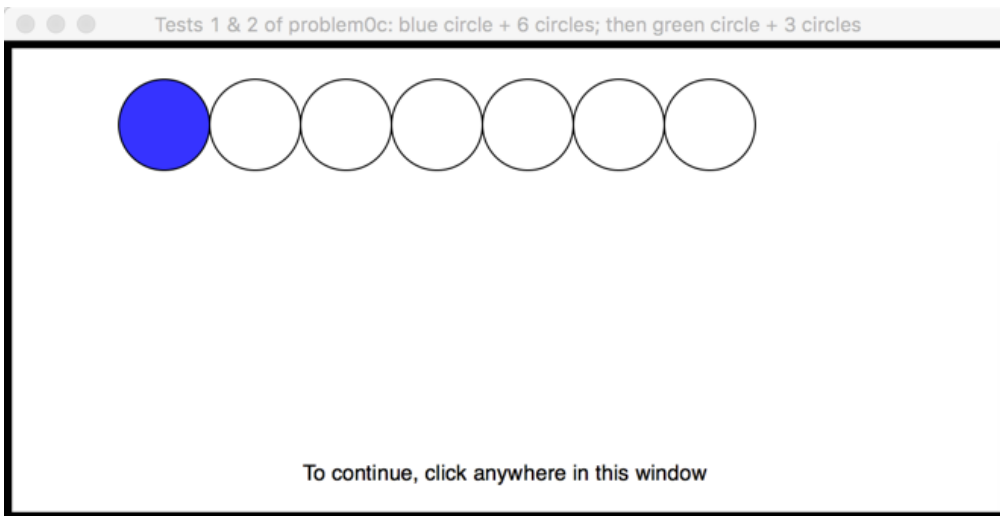 Tests 1 & 2 of problem0c: blue circle + 6 circles; then green circle + 3 circles
To continue, click anywhere in this window